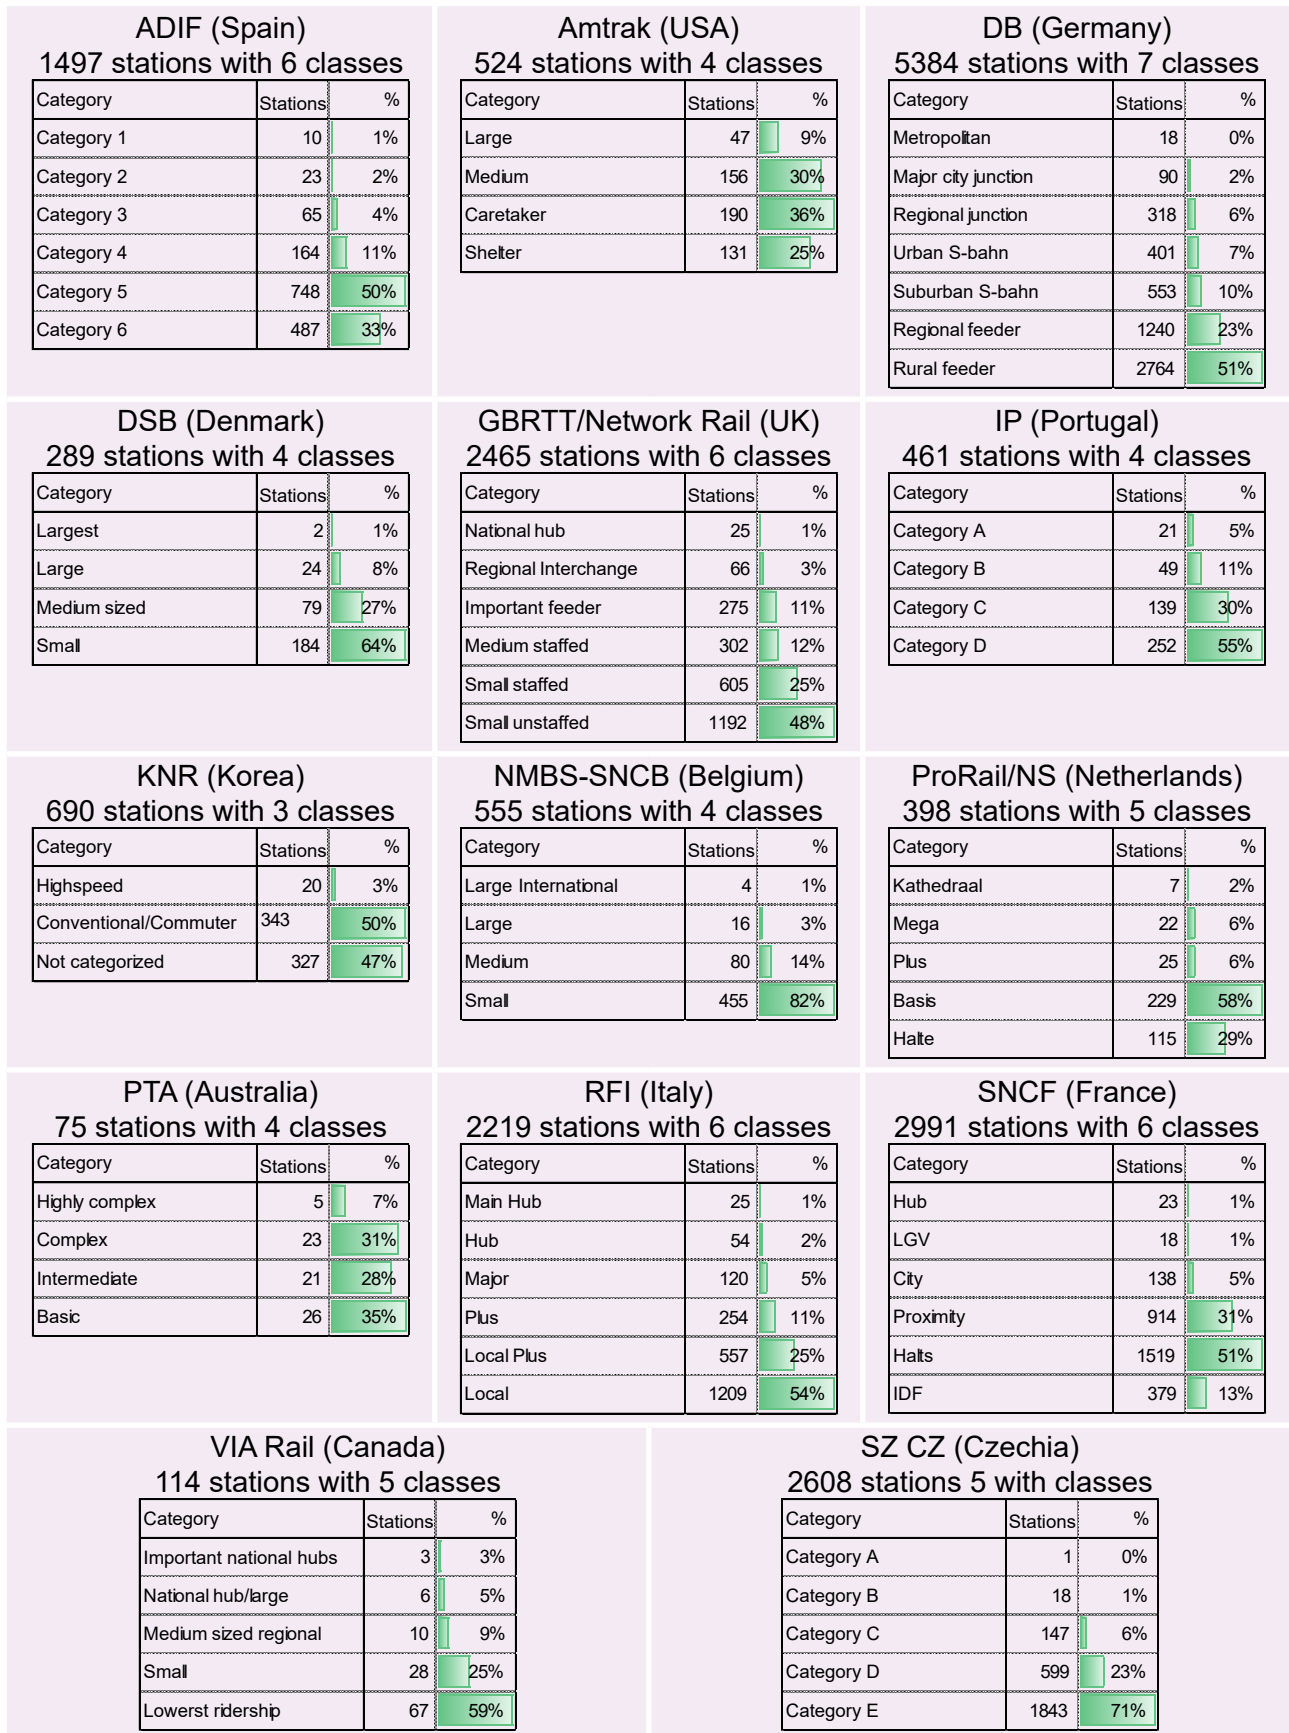 ADIF (Spain)
1497 stations with 6 classes
Category Stations %
Category 1 10 1%
Category 2 23 2%
Category 3 65 4%
Category 4 164 11%
Category 5 748 50%
Category 6 487 33%
Amtrak (USA)
524 stations with 4 classes
Category Stations %
Large 47 9%
Medium 156 30%
Caretaker 190 36%
Shelter 131 25%
DB (Germany)
5384 stations with 7 classes
Category Stations %
Metropolitan 18 0%
Major city junction 90 2%
Regional junction 318 6%
Urban S-bahn 401 7%
Suburban S-bahn 553 10%
Regional feeder 1240 23%
Rural feeder 2764 51%
DSB (Denmark)
289 stations with 4 classes
Category Stations %
Largest 2 1%
Large 24 8%
Medium sized 79 27%
Small 184 64%
GBRTT/Network Rail (UK)
2465 stations with 6 classes
Category Stations %
National hub 25 1%
Regional Interchange 66 3%
Important feeder 275 11%
Medium staffed 302 12%
Small staffed 605 25%
Small unstaffed 1192 48%
IP (Portugal)
461 stations with 4 classes
Category Stations %
Category A 21 5%
Category B 49 11%
Category C 139 30%
Category D 252 55%
KNR (Korea)
690 stations with 3 classes
Category Stations %
Highspeed 20 3%
Conventional/Commuter 343 50%
Not categorized 327 47%
NMBS-SNCB (Belgium)
555 stations with 4 classes
Category Stations %
Large International 4 1%
Large 16 3%
Medium 80 14%
Small 455 82%
ProRail/NS (Netherlands)
398 stations with 5 classes
Category Stations %
Kathedraal 7 2%
Mega 22 6%
Plus 25 6%
Basis 229 58%
Halte 115 29%
PTA (Australia)
75 stations with 4 classes
Category Stations %
Highly complex 5 7%
Complex 23 31%
Intermediate 21 28%
Basic 26 35%
RFI (Italy)
2219 stations with 6 classes
Category Stations %
Main Hub 25 1%
Hub 54 2%
Major 120 5%
Plus 254 11%
Local Plus 557 25%
Local 1209 54%
SNCF (France)
2991 stations with 6 classes
Category Stations %
Hub 23 1%
LGV 18 1%
City 138 5%
Proximity 914 31%
Halts 1519 51%
IDF 379 13%
VIA Rail (Canada)
114 stations with 5 classes
Category Stations %
Important national hubs 3 3%
National hub/large 6 5%
Medium sized regional 10 9%
Small 28 25%
Lowerst ridership 67 59%
SZ CZ (Czechia)
2608 stations 5 with classes
Category Stations %
Category A 1 0%
Category B 18 1%
Category C 147 6%
Category D 599 23%
Category E 1843 71%